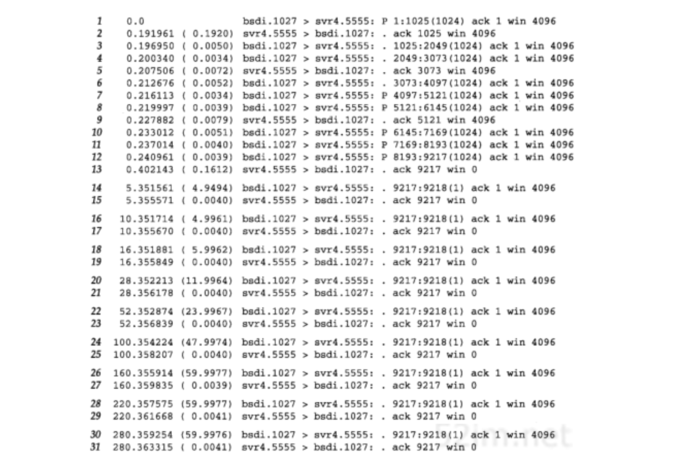 1 0.0 bsdi.1027 > svr4.5555: P 1:1025(1024) ack 1 win 4096
2 0.191961 ( 0.1920) svr4.5555 > bsdi.1027: . ack 1025 win 4096
3 0.196950 ( 0.0050) bsdi.1027 > svr4.5555: . 1025:2049(1024) ack 1 win 4096
4 0.200340 ( 0.0034) bsdi.1027 > svr4.5555: . 2049:3073(1024) ack 1 win 4096
5 0.207506 ( 0.0072) svr4.5555 > bsdi.1027: . ack 3073 win 4096
6 0.212676 ( 0.0052) bsdi.1027 > svr4.5555: . 3073:4097(1024) ack 1 win 4096
7 0.216113 ( 0.0034) bsdi.1027 > svr4.5555: P 4097:5121(1024) ack 1 win 4096
8 0.219997 ( 0.0039) bsdi.1027 > svr4.5555: P 5121:6145(1024) ack 1 win 4096
9 0.227882 ( 0.0079) svr4.5555 > bsdi.1027: . ack 5121 win 4096
10 0.233012 ( 0.0051) bsdi.1027 > svr4.5555: P 6145:7169(1024) ack 1 win 4096
11 0.237014 ( 0.0040) bsdi.1027 > svr4.5555: P 7169:8193(1024) ack 1 win 4096
12 0.240961 ( 0.0039) bsdi.1027 > svr4.5555: P 8193:9217(1024) ack 1 win 4096
13 0.402143 ( 0.1612) svr4.5555 > bsdi.1027: . ack 9217 win 0
14 5.351561 ( 4.9494) bsdi.1027 > svr4.5555: . 9217:9218(1) ack 1 win 4096
15 5.355571 ( 0.0040) svr4.5555 > bsdi.1027: . ack 9217 win 0
16 10.351714 ( 4.9961) bsdi.1027 > svr4.5555: . 9217:9218(1) ack 1 win 4096
17 10.355670 ( 0.0040) svr4.5555 > bsdi.1027: . ack 9217 win 0
18 16.351881 ( 5.9962) bsdi.1027 > svr4.5555: . 9217:9218(1) ack 1 win 4096
19 16.355849 ( 0.0040) svr4.5555 > bsdi.1027: . ack 9217 win 0
20 28.352213 (11.9964) bsdi.1027 > svr4.5555: . 9217:9218(1) ack 1 win 4096
21 28.356178 ( 0.0040) svr4.5555 > bsdi.1027: . ack 9217 win 0
22 52.352874 (23.9967) bsdi.1027 > svr4.5555: . 9217:9218(1) ack 1 win 4096
23 52.356839 ( 0.0040) svr4.5555 > bsdi.1027: . ack 9217 win 0
24 100.354224 (47.9974) bsdi.1027 > svr4.5555: . 9217:9218(1) ack 1 win 4096
25 100.358207 ( 0.0040) svr4.5555 > bsdi.1027: . ack 9217 win 0
26 160.355914 (59.9977) bsdi.1027 > svr4.5555: . 9217:9218(1) ack 1 win 4096
27 160.359835 ( 0.0039) svr4.5555 > bsdi.1027: . ack 9217 win 0
28 220.357575 (59.9977) bsdi.1027 > svr4.5555: . 9217:9218(1) ack 1 win 4096
29 220.361668 ( 0.0041) svr4.5555 > bsdi.1027: . ack 9217 win 0
30 280.359254 (59.9976) bsdi.1027 > svr4.5555: . 9217:9218(1) ack 1 win 4096
31 280.363315 ( 0.0041) svr4.5555 > bsdi.1027: . ack 9217 win 0